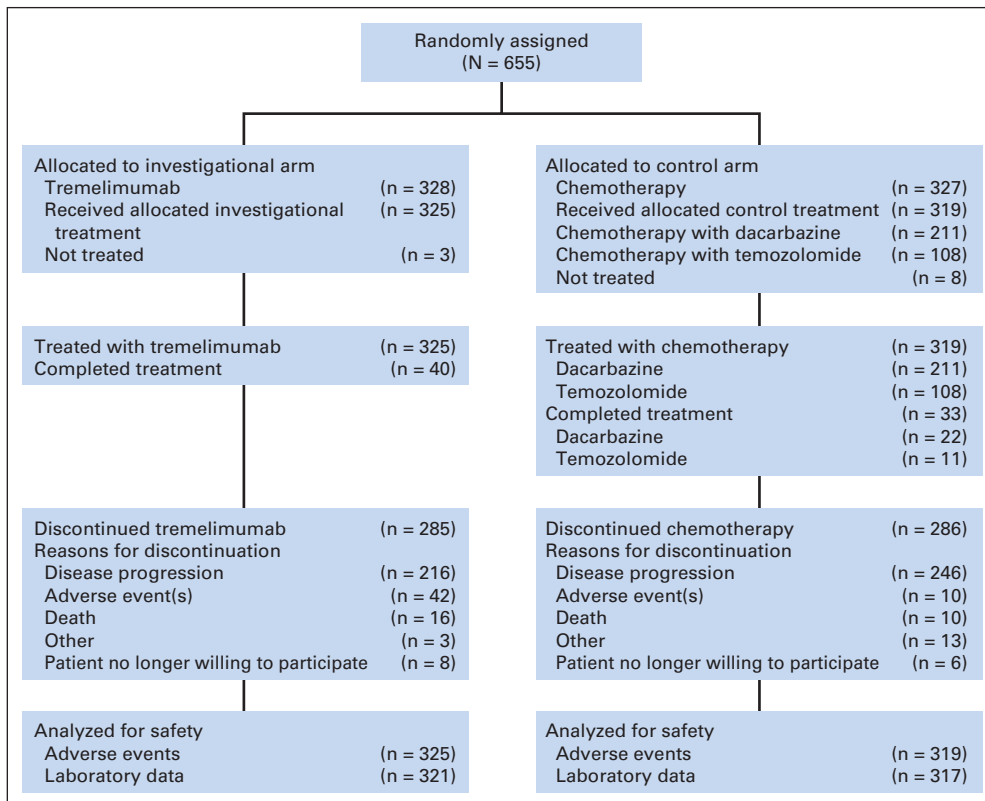 Randomly assigned
(N = 655)
Allocated to investigational arm
Tremelimumab (n = 328)
Received allocated investigational (n = 325)
treatment
Not treated (n = 3)
Allocated to control arm
Chemotherapy (n = 327)
Received allocated control treatment (n = 319)
Chemotherapy with dacarbazine (n = 211)
Chemotherapy with temozolomide (n = 108)
Not treated (n = 8)
Treated with tremelimumab (n = 325)
Completed treatment (n = 40)
Treated with chemotherapy (n = 319)
Dacarbazine (n = 211)
Temozolomide (n = 108)
Completed treatment (n = 33)
Dacarbazine (n = 22)
Temozolomide (n = 11)
Discontinued tremelimumab (n = 285)
Reasons for discontinuation
Disease progression (n = 216)
Adverse event(s) (n = 42)
Death (n = 16)
Other (n = 3)
Patient no longer willing to participate (n = 8)
Discontinued chemotherapy (n = 286)
Reasons for discontinuation
Disease progression (n = 246)
Adverse event(s) (n = 10)
Death (n = 10)
Other (n = 13)
Patient no longer willing to participate (n = 6)
Analyzed for safety
Adverse events (n = 325)
Laboratory data (n = 321)
Analyzed for safety
Adverse events (n = 319)
Laboratory data (n = 317)